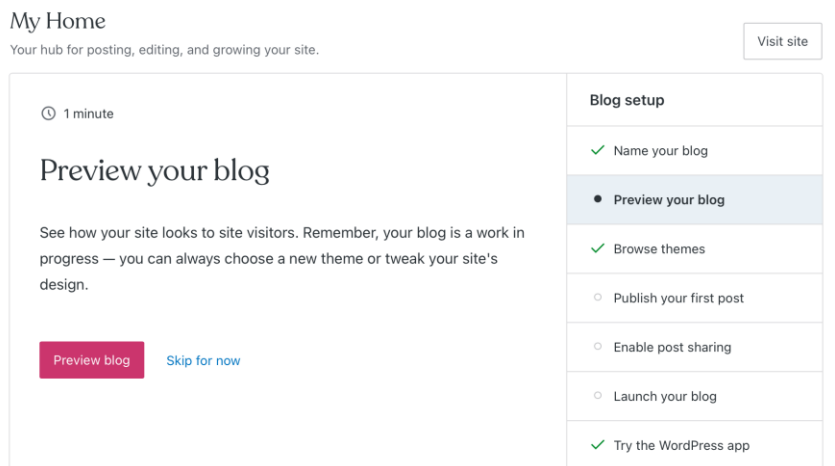 My Home
Your hub for posting, editing, and growing your site.
Visit site
1 minute
Preview your blog
See how your site looks to site visitors. Remember, your blog is a work in
progress — you can always choose a new theme or tweak your site's
design.
Preview blog
Skip for now
Blog setup
Name your blog
Preview your blog
Browse themes
Publish your first post
Enable post sharing
Launch your blog
Try the WordPress app